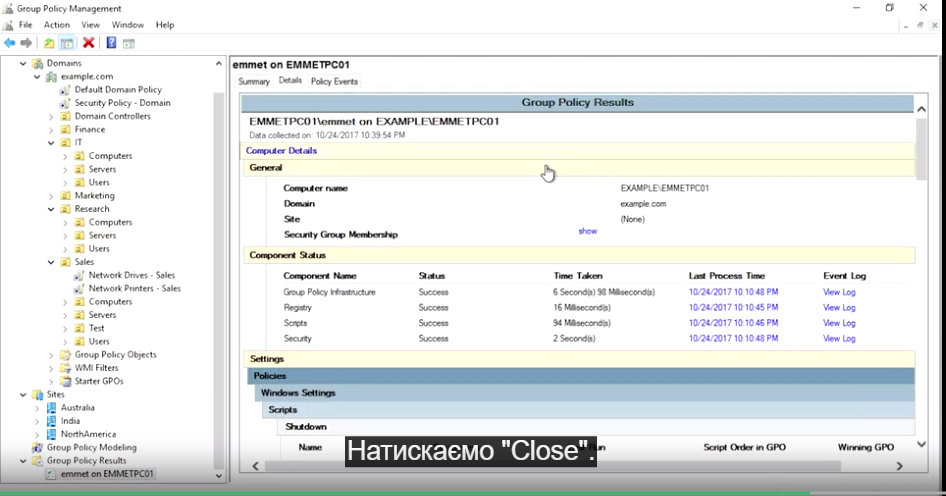 Group Policy Management
File Action View Window Help
Domains
example.com
Default Domain Policy
Security Policy - Domain
Domain Controllers
Finance
IT
Computers
Servers
Users
Marketing
Research
Computers
Servers
Users
Sales
Network Drives - Sales
Network Printers - Sales
Computers
Servers
Test
Users
Group Policy Objects
WMI Filters
Starter GPOs
Sites
Australia
India
NorthAmerica
Group Policy Modeling
Group Policy Results
emmet on EMMETPC01
emmet on EMMETPC01
Summary Details Policy Events
Group Policy Results
EMMETPC01\emmet on EXAMPLE\EMMETPC01
Data collected on: 10/24/2017 10:39:54 PM
Computer Details
General
Computer name EXAMPLE\EMMETPC01
Domain example.com
Site (None)
Security Group Membership show
Component Status
Component Name Status Time Taken Last Process Time Event Log
Group Policy Infrastructure Success 6 Second(s) 98 Millisecond(s) 10/24/2017 10:10:48 PM View Log
Registry Success 16 Millisecond(s) 10/24/2017 10:10:45 PM View Log
Scripts Success 94 Millisecond(s) 10/24/2017 10:10:46 PM View Log
Security Success 2 Second(s) 10/24/2017 10:10:48 PM View Log
Settings
Policies
Windows Settings
Scripts
Shutdown
Name Run Script Order in GPO Winning GPO
Натискаємо "Close".